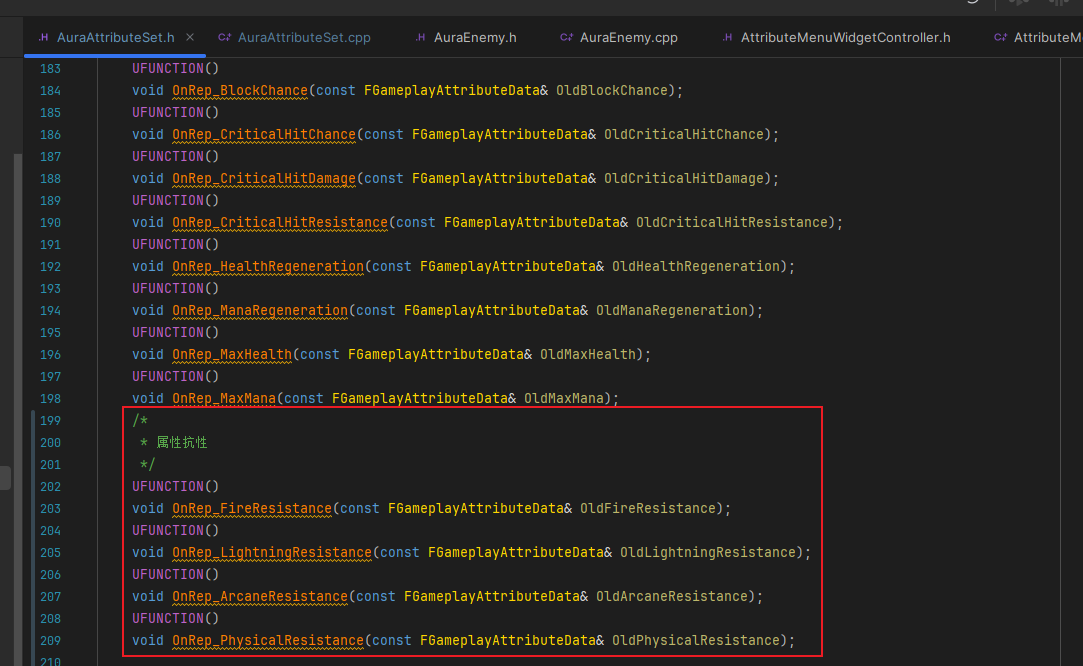 .H AuraAttributeSet.h × C++ AuraAttributeSet.cpp .H AuraEnemy.h C++ AuraEnemy.cpp .H AttributeMenuWidgetController.h C++ AttributeM
183 UFUNCTION()
184 void OnRep_BlockChance(const FGameplayAttributeData& OldBlockChance);
185 UFUNCTION()
186 void OnRep_CriticalHitChance(const FGameplayAttributeData& OldCriticalHitChance);
187 UFUNCTION()
188 void OnRep_CriticalHitDamage(const FGameplayAttributeData& OldCriticalHitDamage);
189 UFUNCTION()
190 void OnRep_CriticalHitResistance(const FGameplayAttributeData& OldCriticalHitResistance);
191 UFUNCTION()
192 void OnRep_HealthRegeneration(const FGameplayAttributeData& OldHealthRegeneration);
193 UFUNCTION()
194 void OnRep_ManaRegeneration(const FGameplayAttributeData& OldManaRegeneration);
195 UFUNCTION()
196 void OnRep_MaxHealth(const FGameplayAttributeData& OldMaxHealth);
197 UFUNCTION()
198 void OnRep_MaxMana(const FGameplayAttributeData& OldMaxMana);
199 /*
200 * 属性抗性
201 */
202 UFUNCTION()
203 void OnRep_FireResistance(const FGameplayAttributeData& OldFireResistance);
204 UFUNCTION()
205 void OnRep_LightningResistance(const FGameplayAttributeData& OldLightningResistance);
206 UFUNCTION()
207 void OnRep_ArcaneResistance(const FGameplayAttributeData& OldArcaneResistance);
208 UFUNCTION()
209 void OnRep_PhysicalResistance(const FGameplayAttributeData& OldPhysicalResistance);
210